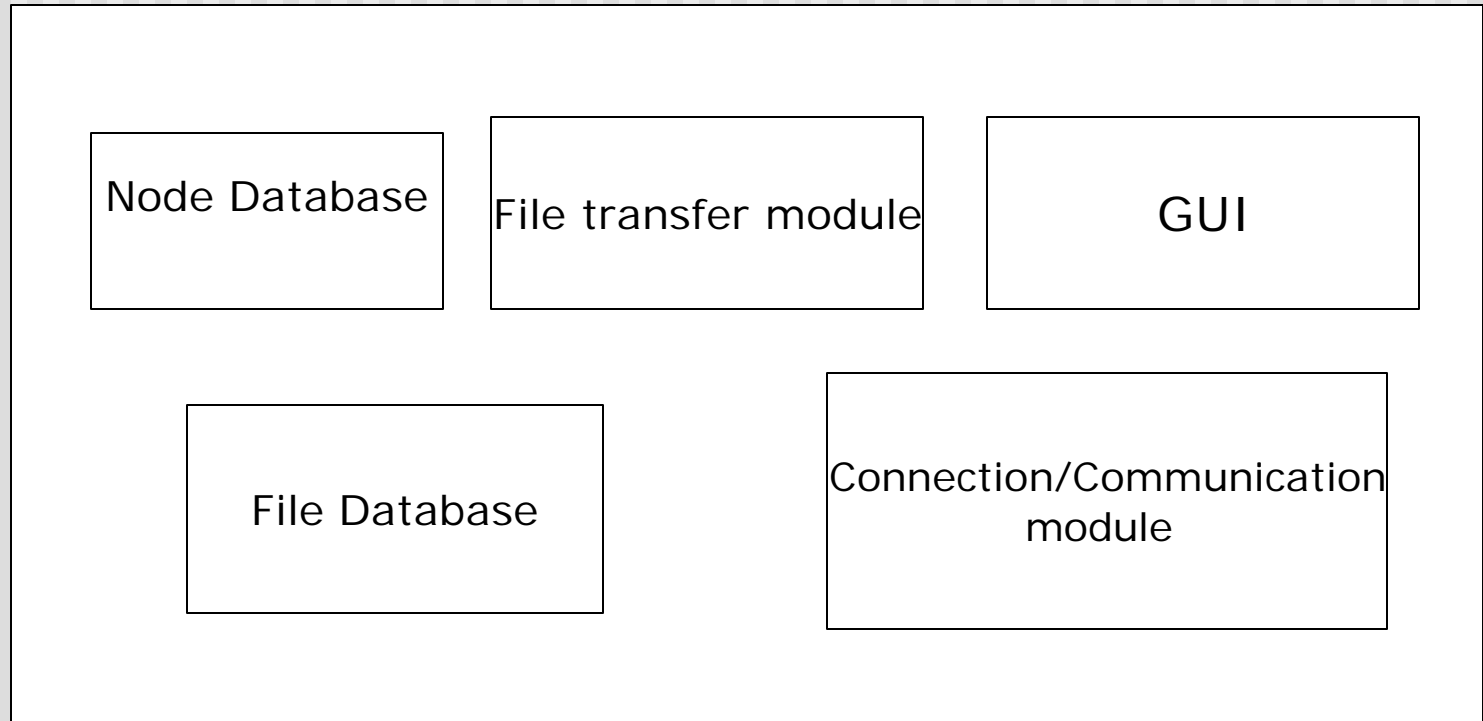 Node Database
File transfer module
GUI
File Database
Connection/Communication
module